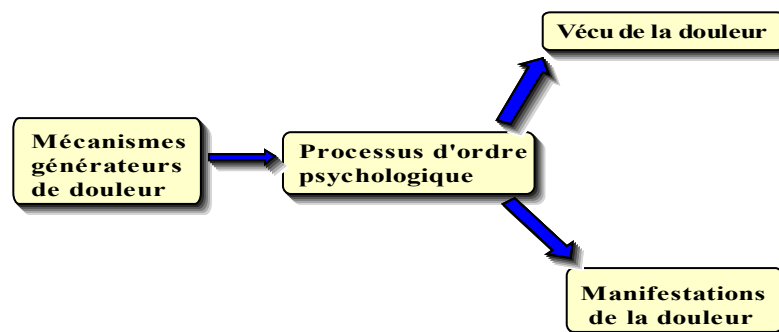 Vécu de la douleur
Mécanismes
générateurs
de douleur
Processus d'ordre
psychologique
Manifestations
de la douleur